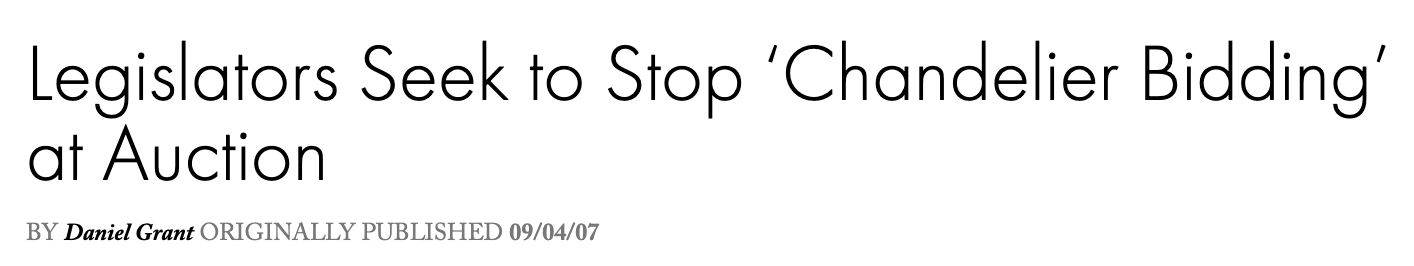 Legislators Seek to Stop ‘Chandelier Bidding’
at Auction
BY Daniel Grant ORIGINALLY PUBLISHED 09/04/07